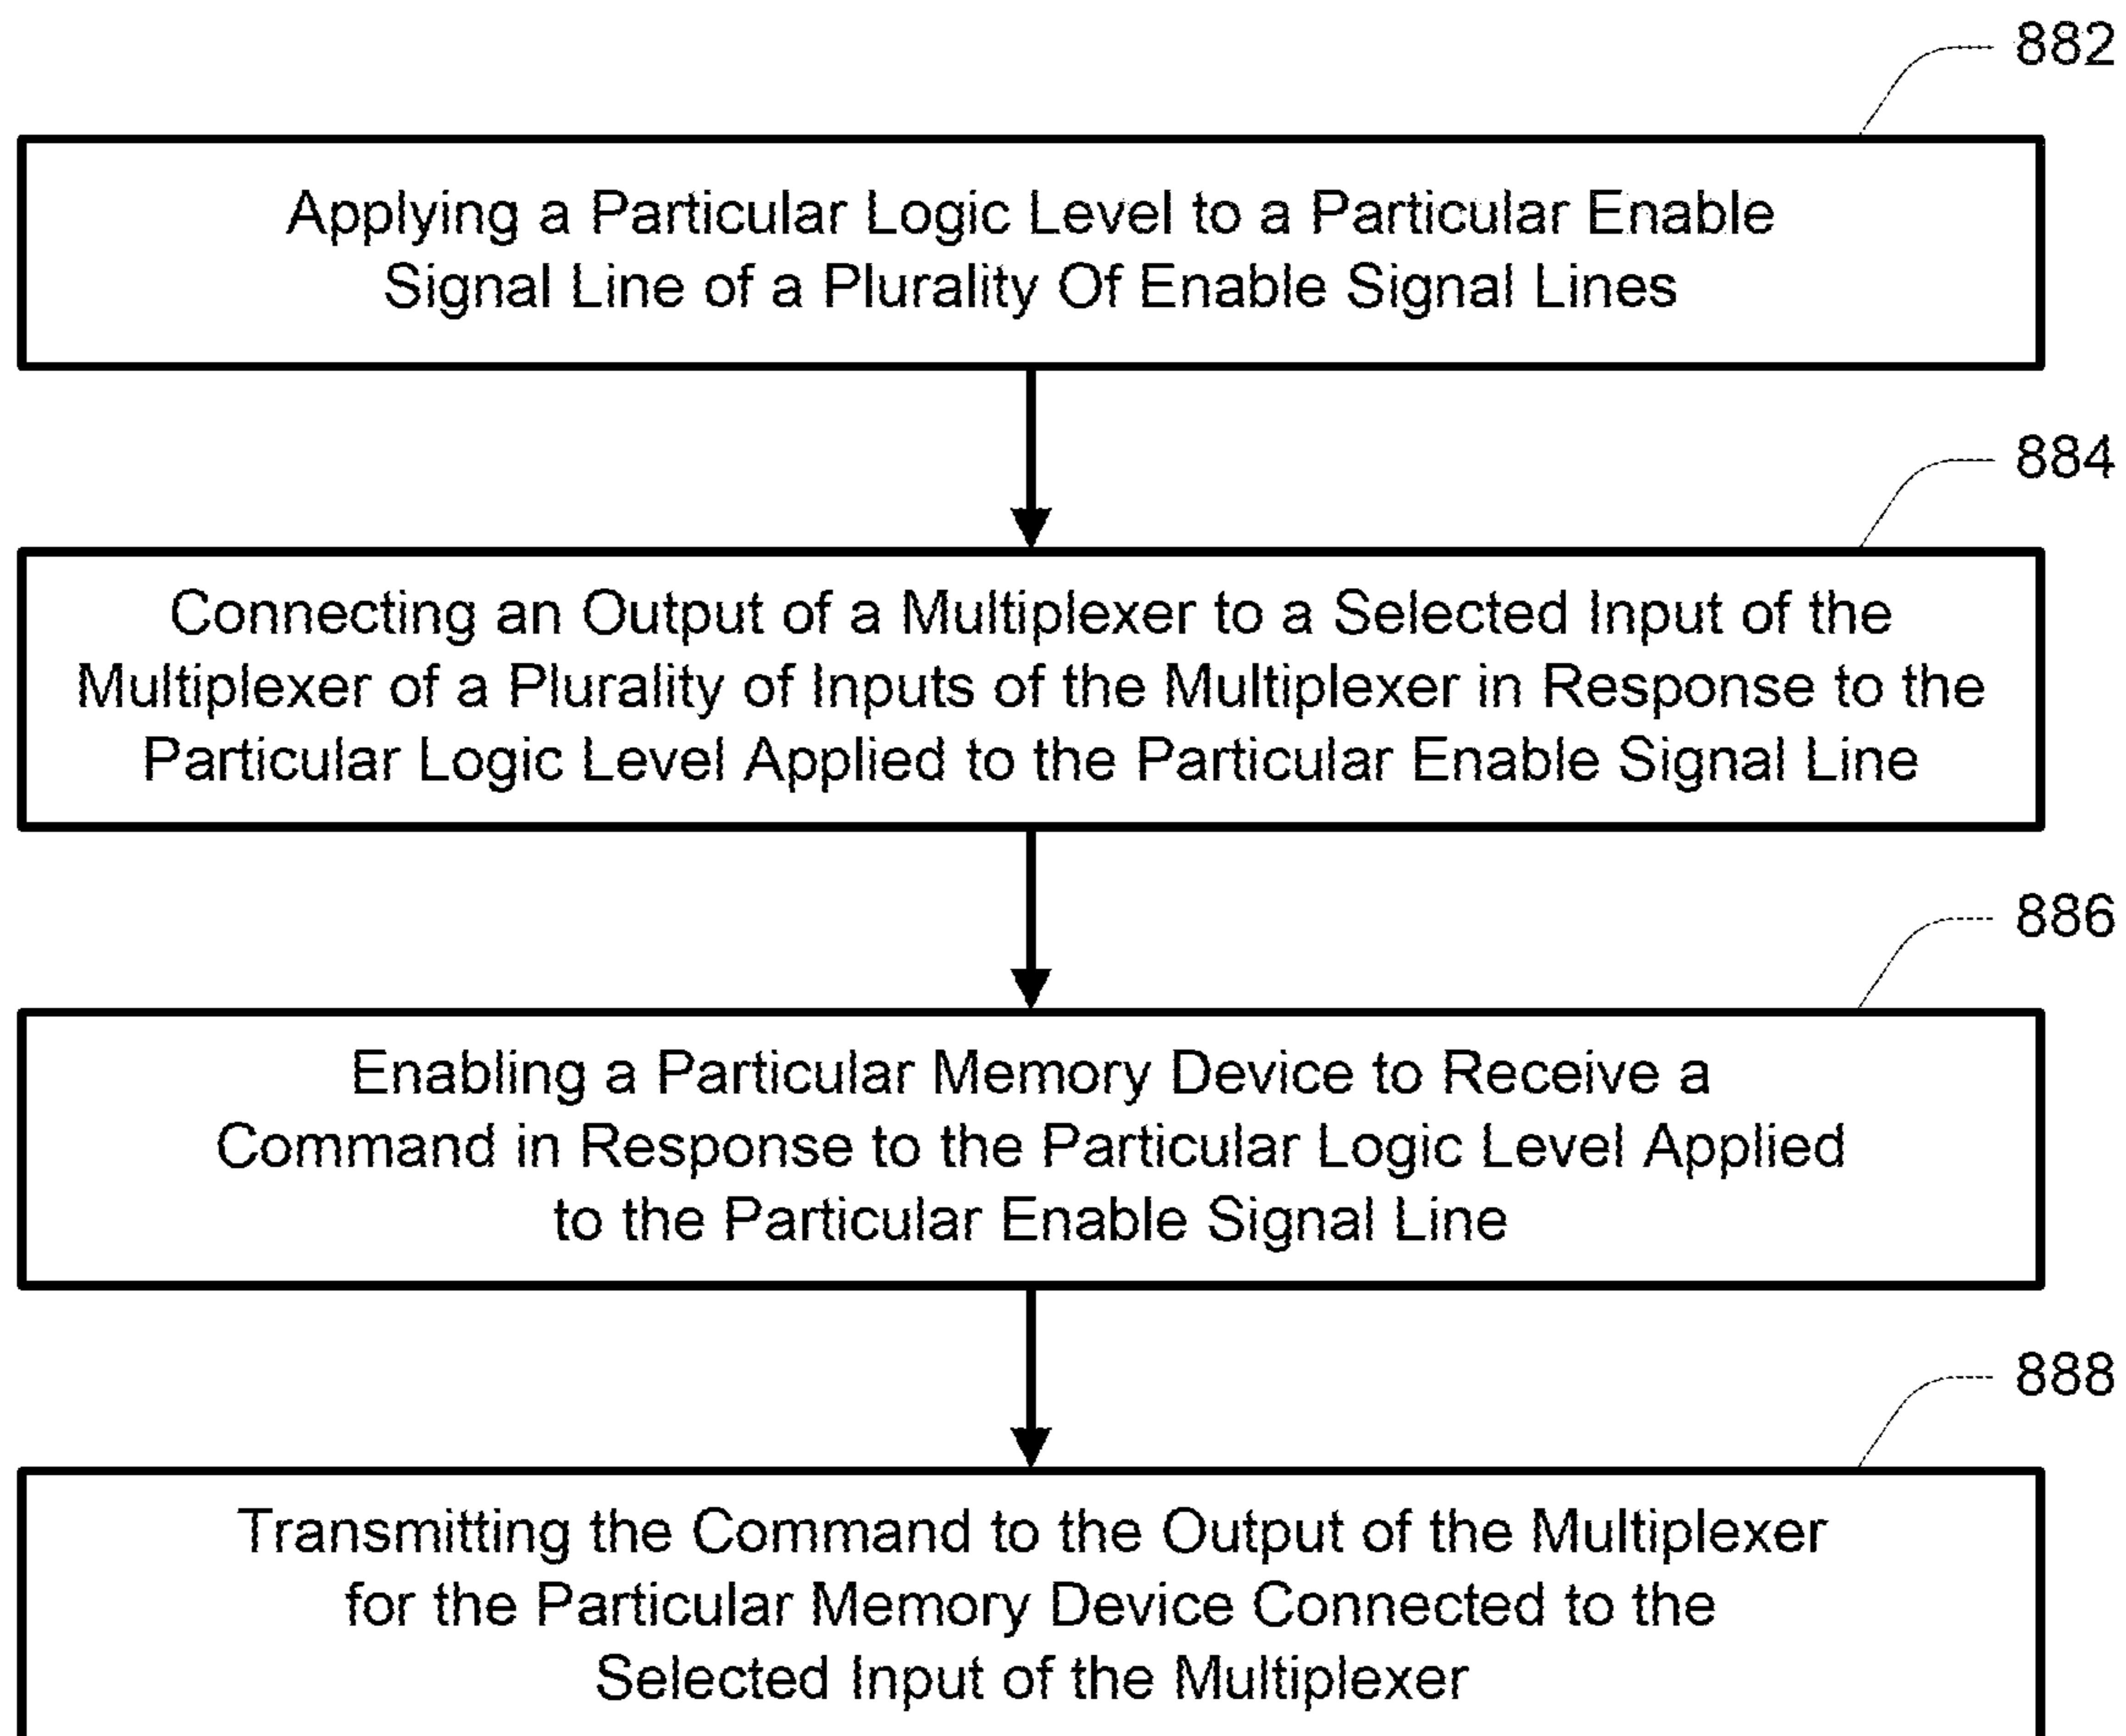 882
Applying a Particular Logic Level to a Particular Enable
Signal Line of a Plurality Of Enable Signal Lines
884
Connecting an Output of a Multiplexer to a Selected Input of the
Multiplexer of a Plurality of Inputs of the Multiplexer in Response to the
Particular Logic Level Applied to the Particular Enable Signal Line
886
Enabling a Particular Memory Device to Receive a
Command in Response to the Particular Logic Level Applied
to the Particular Enable Signal Line
888
Transmitting the Command to the Output of the Multiplexer
for the Particular Memory Device Connected to the
Selected Input of the Multiplexer